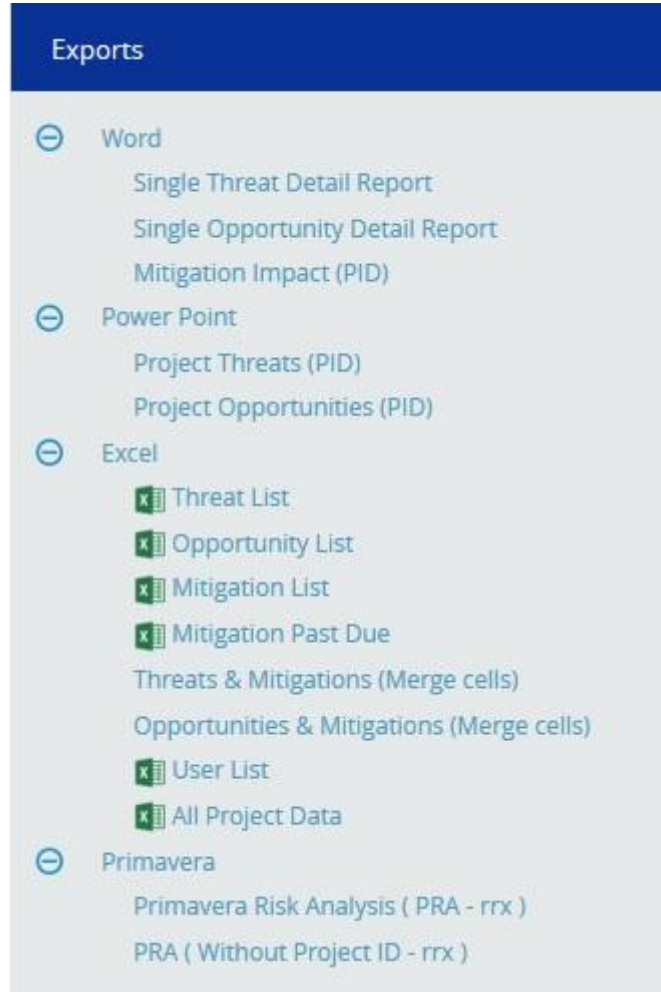 Exports
Word
Single Threat Detail Report
Single Opportunity Detail Report
Mitigation Impact (PID)
Power Point
Project Threats (PID)
Project Opportunities (PID)
Excel
Threat List
Opportunity List
Mitigation List
Mitigation Past Due
Threats & Mitigations (Merge cells)
Opportunities & Mitigations (Merge cells)
User List
All Project Data
Primavera
Primavera Risk Analysis ( PRA - rrx )
PRA ( Without Project ID - rrx )